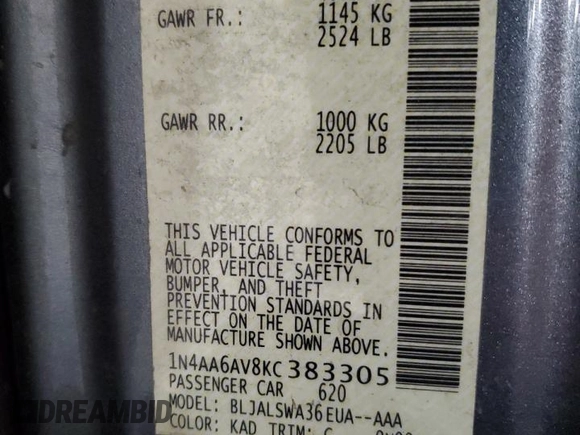 GAWR FR.: 1145 KG
2524 LB
GAWR RR.: 1000 KG
2205 LB
THIS VEHICLE CONFORMS TO
ALL APPLICABLE FEDERAL
MOTOR VEHICLE SAFETY,
BUMPER, AND THEFT
PREVENTION STANDARDS IN
EFFECT ON THE DATE OF
MANUFACTURE SHOWN ABOVE.
1N4AA6AV8KC383305
PASSENGER CAR 620
MODEL: BLJALSWA36EUA--AAA
COLOR: KAD TRIM: G
DREAMBID